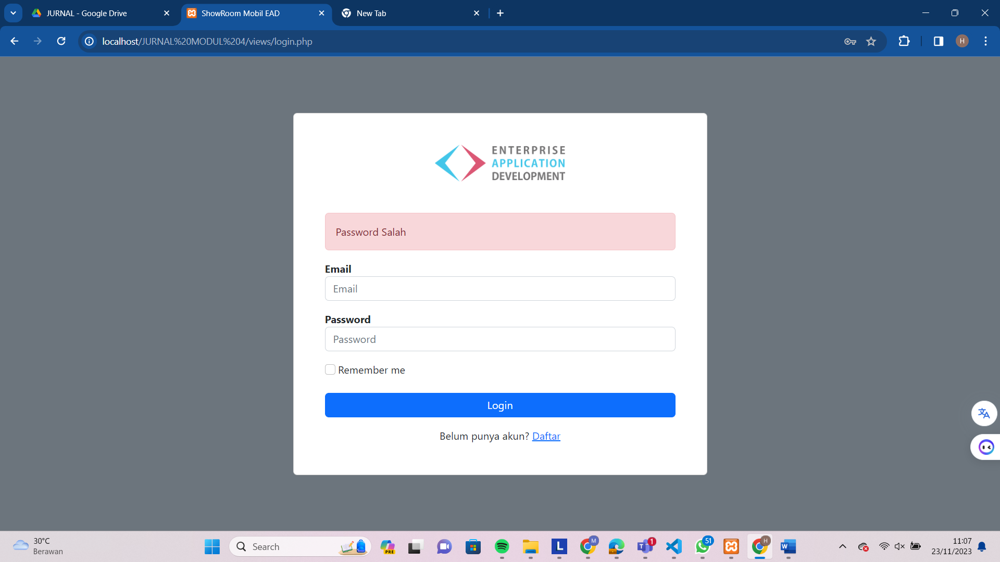 JURNAL - Google Drive
ShowRoom Mobil EAD
New Tab
localhost/JURNAL%20MODUL%204/views/login.php
H
ENTERPRISE
APPLICATION
DEVELOPMENT
Password Salah
Email
Email
Password
Password
Remember me
Login
Belum punya akun? Daftar
30°C
Berawan
Search
PRE
L
M
T
1
51
H
W
11:07
23/11/2023